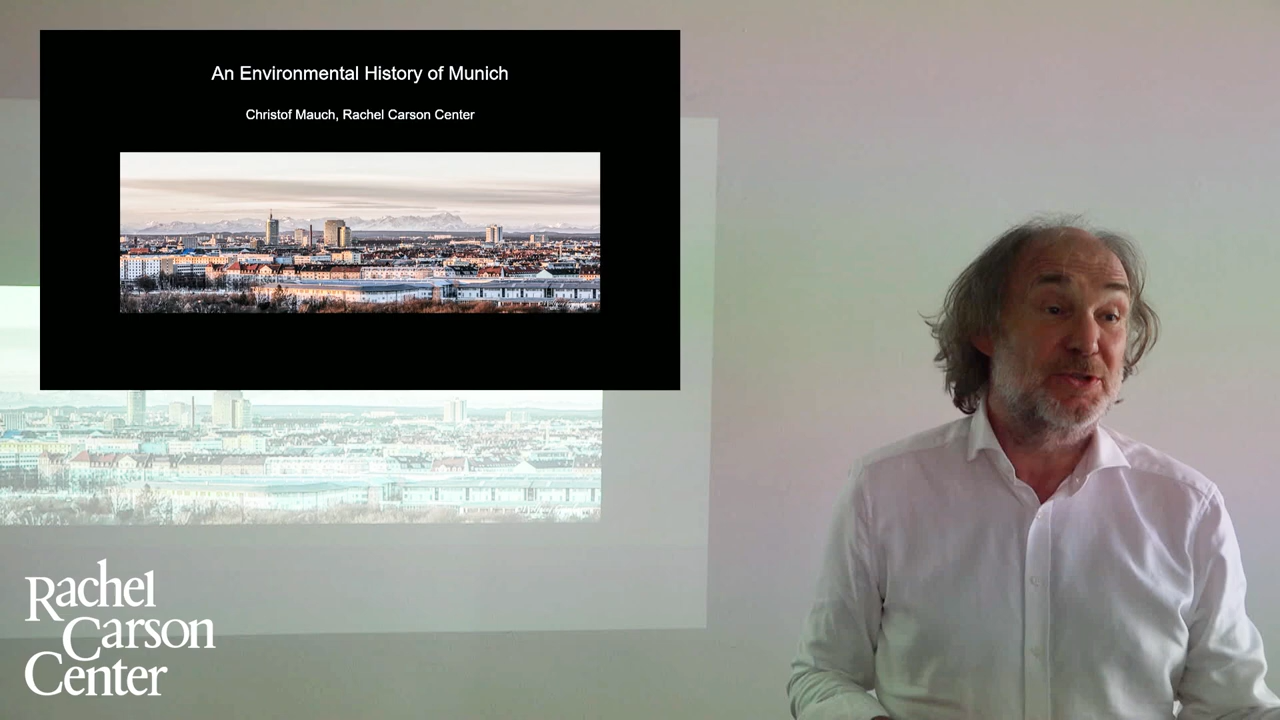 An Environmental History of Munich
Christof Mauch, Rachel Carson Center
Rachel
Carson
Center